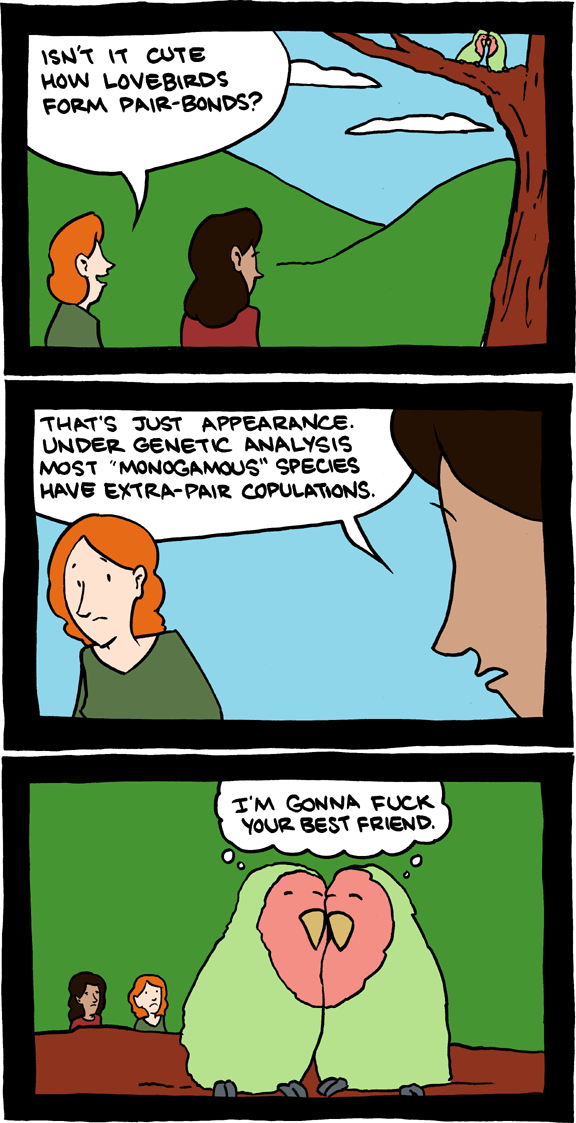 ISN'T IT CUTE
HOW LOVEBIRDS
FORM PAIR-BONDS?
THAT'S JUST APPEARANCE.
UNDER GENETIC ANALYSIS
MOST "MONOGAMOUS" SPECIES
HAVE EXTRA-PAIR COPULATIONS.
I'M GONNA FUCK
YOUR BEST FRIEND.